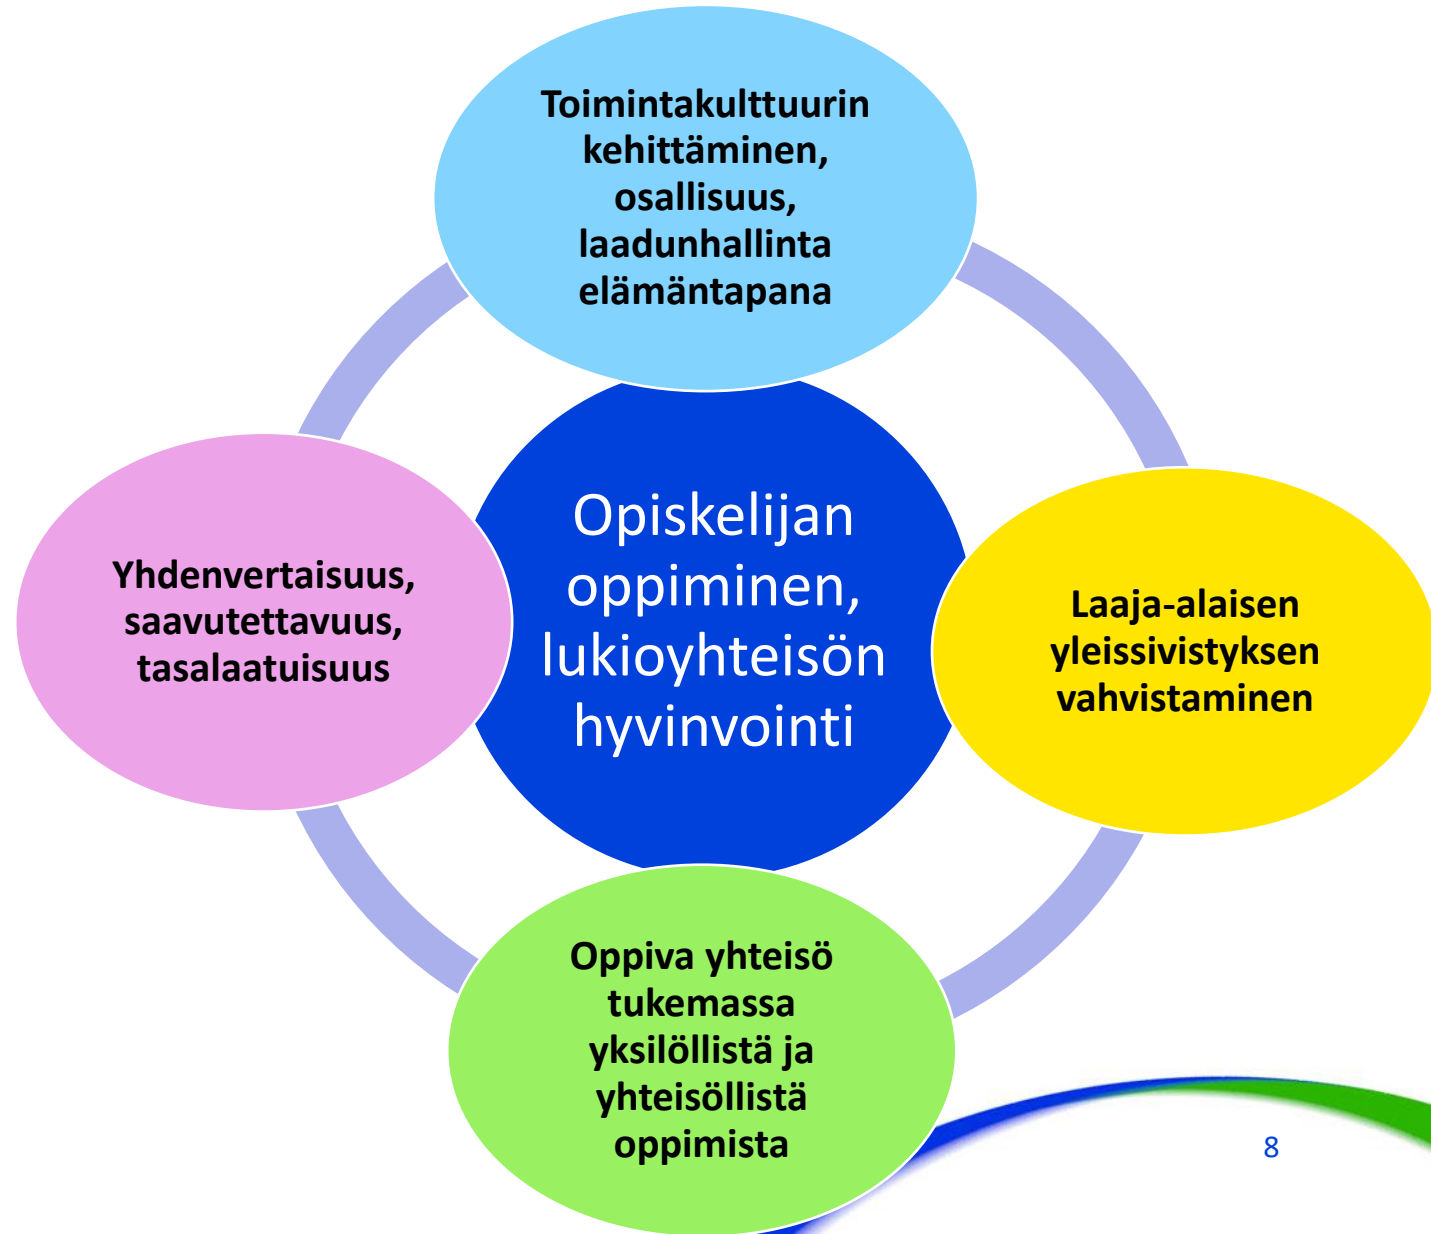 Toimintakulttuurin
kehittäminen,
osallisuus,
laadunhallinta
elämäntapana
Opiskelijan
oppiminen,
lukioyhteisön
hyvinvointi
Yhdenvertaisuus,
saavutettavuus,
tasalaatuisuus
Laaja-alaisen
yleissivistyksen
vahvistaminen
Oppiva yhteisö
tukemassa
yksilöllistä ja
yhteisöllistä
oppimista
8